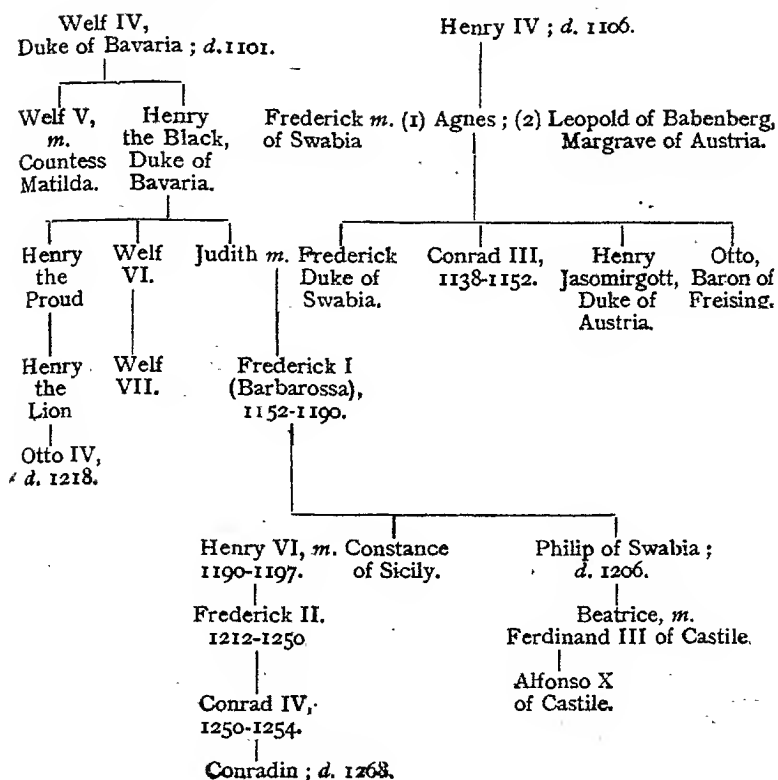 Welf IV,
Duke of Bavaria ; d. 1101.
Henry IV ; d. 1106.
Welf V,
m.
Countess
Matilda.
Henry
the Black,
Duke of
Bavaria.
Frederick m. (1) Agnes ; (2) Leopold of Babenberg,
of Swabia
Margrave of Austria.
Henry
the
Proud
Welf
VI.
Judith m. Frederick
Duke of
Swabia.
Conrad III,
1138-1152.
Henry
Jasomirgott,
Duke of
Austria.
Otto,
Baron of
Freising.
Henry
the
Lion
Welf
VII.
Frederick I
(Barbarossa),
1152-1190.
Otto IV,
d. 1218.
Henry VI, m. Constance
1190-1197. of Sicily.
Philip of Swabia ;
d. 1206.
Frederick II.
1212-1250
Beatrice, m.
Ferdinand III of Castile.
Conrad IV,
1250-1254.
Alfonso X
of Castile.
Conradin ; d. 1268.